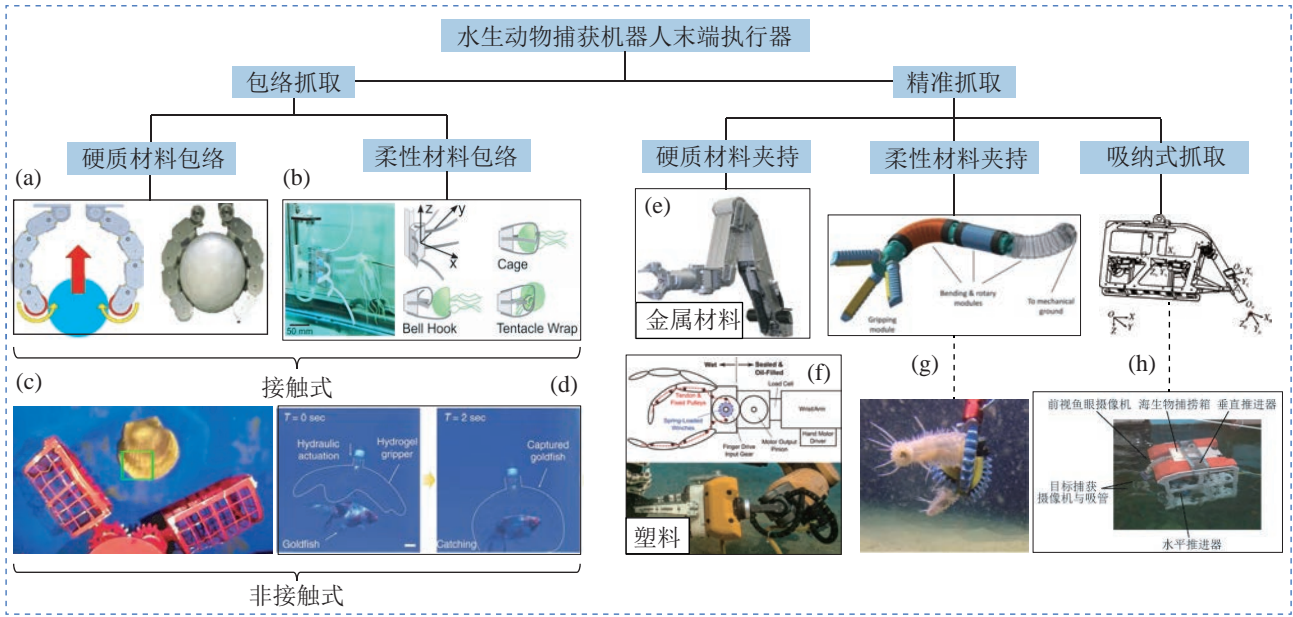 水生动物捕获机器人末端执行器
包络抓取
精准抓取
硬质材料包络
柔性材料包络
硬质材料夹持
柔性材料夹持
吸纳式抓取
(a)
(b)
z
y
x
Cage
Bell Hook
Tentacle Wrap
50 mm
接触式
(c)
(d)
T = 0 sec
Hydraulic
actuation
Hydrogel
gripper
Goldfish
T = 2 sec
Captured
goldfish
Catching
非接触式
(e)
金属材料
Gripping
module
Bending & rotary
modules
To mechanical
ground
(f)
Wet
Sealed &
Oil-Filled
Load Cell
Tendon &
Fixed Pulleys
Spring-Loaded
Winches
Wrist/Arm
Hand Motor
Driver
Finger Drive
Input Gear
Motor Output
Pinion
塑料
(g)
O
X
Y
Z
(h)
前视鱼眼摄像机
海生物捕捞箱
垂直推进器
目标捕获
摄像机与吸管
水平推进器